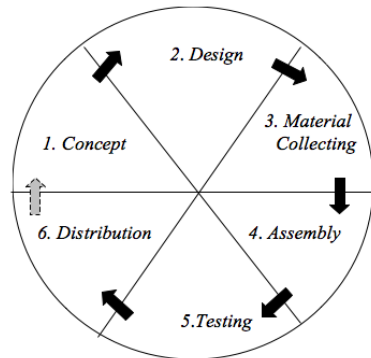 1. Concept
2. Design
3. Material
Collecting
4. Assembly
5.Testing
6. Distribution